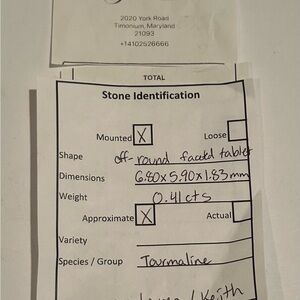 2020 York Road
Timonium, Maryland
21093
+14102526666
TOTAL
Stone Identification
Mounted X Loose
Shape off-round faceted tablet
Dimensions 6.80x5.90x1.83mm
Weight 0.41cts
Approximate X Actual
Variety
Species / Group Tourmaline
/ Keith